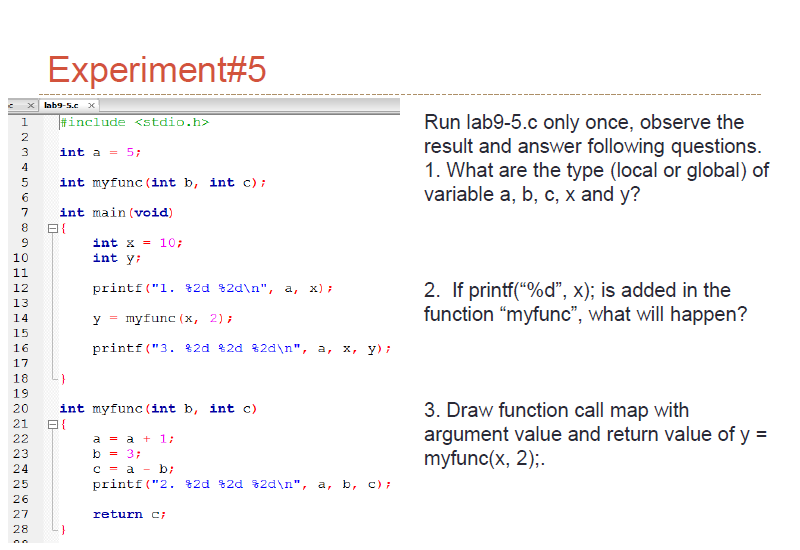 Experiment#5
c × lab9-5.c ×
1 #include <stdio.h>
2
3 int a = 5;
4
5 int myfunc(int b, int c);
6
7 int main(void)
8 {
9 int x = 10;
10 int y;
11
12 printf("1. %2d %2d\n", a, x);
13
14 y = myfunc(x, 2);
15
16 printf("3. %2d %2d %2d\n", a, x, y);
17
18 }
19
20 int myfunc(int b, int c)
21 {
22 a = a + 1;
23 b = 3;
24 c = a - b;
25 printf("2. %2d %2d %2d\n", a, b, c);
26
27 return c;
28 }
Run lab9-5.c only once, observe the
result and answer following questions.
1. What are the type (local or global) of
variable a, b, c, x and y?
2. If printf(“%d”, x); is added in the
function “myfunc”, what will happen?
3. Draw function call map with
argument value and return value of y =
myfunc(x, 2);.